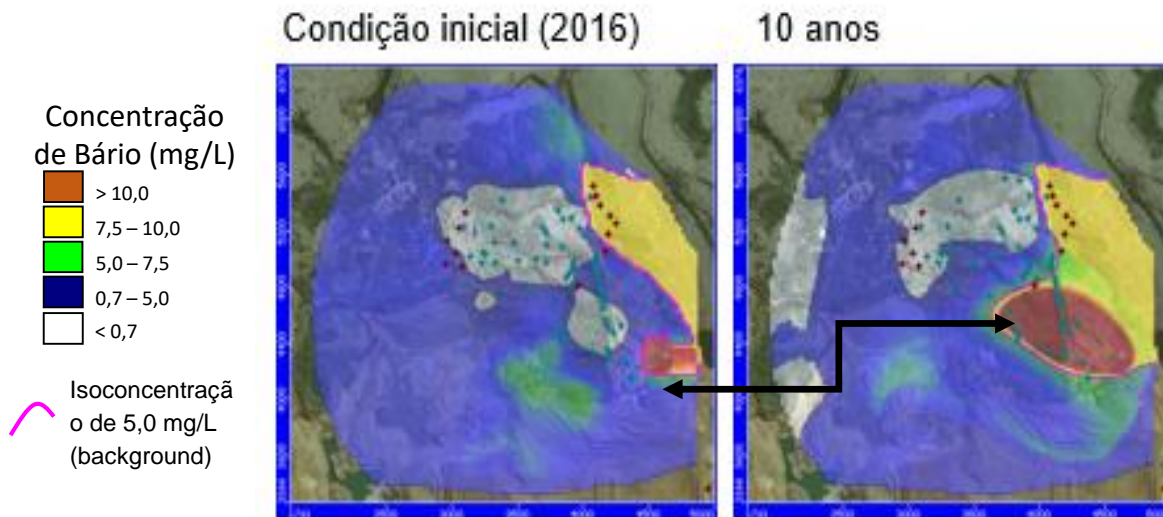 Condição inicial (2016)
10 anos
Concentração
de Bário (mg/L)
> 10,0
7,5 – 10,0
5,0 – 7,5
0,7 – 5,0
< 0,7
Isoconcentraçã
o de 5,0 mg/L
(background)